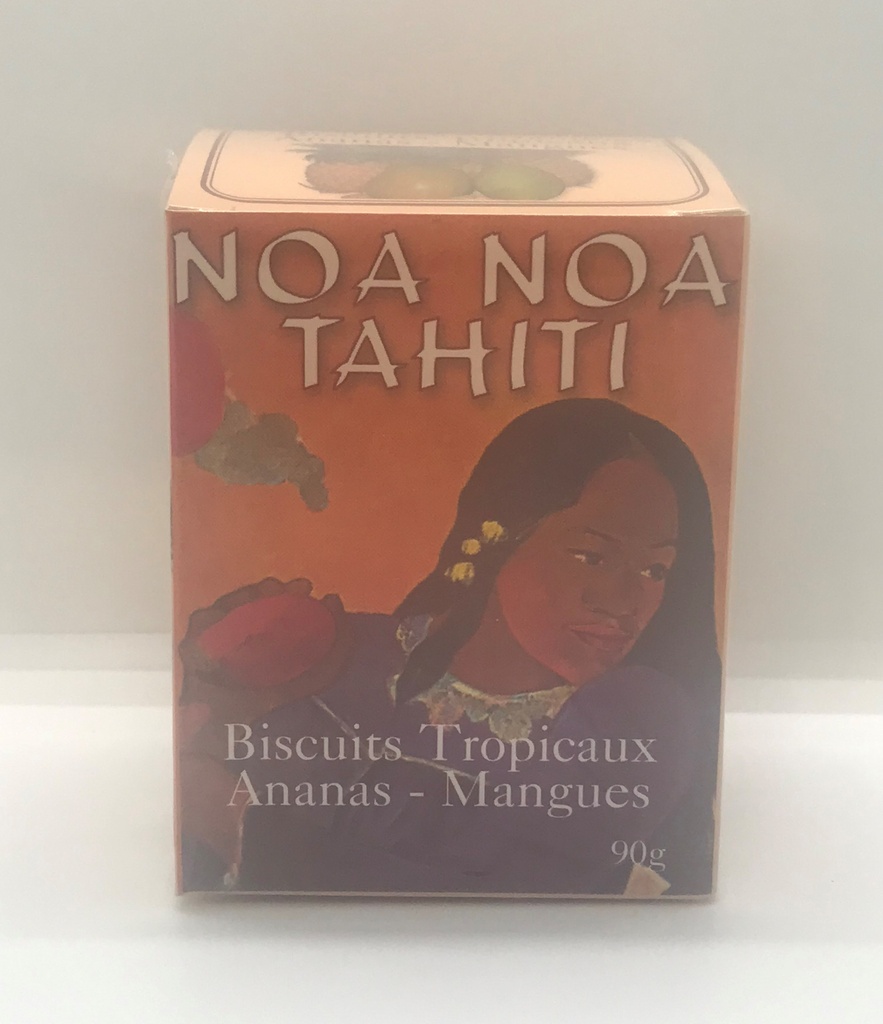 NOA NOA
TAHITI
Biscuits Tropicaux
Ananas - Mangues
90g